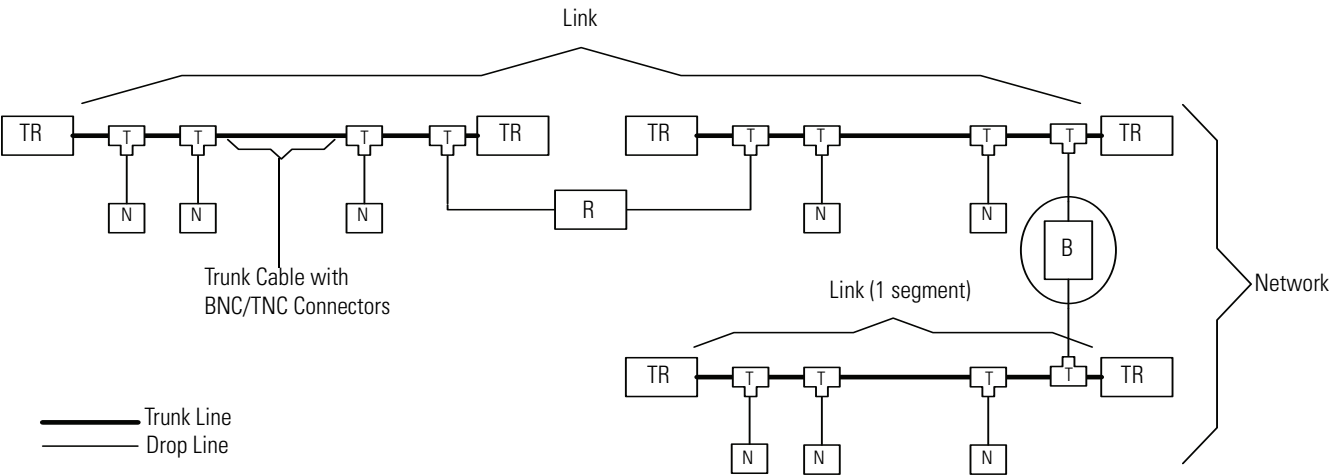 Link
TR T T T T TR TR T T T T TR
N N N R N N
B
Trunk Cable with
BNC/TNC Connectors
Network
Link (1 segment)
TR T T T T TR
Trunk Line
Drop Line
N N N